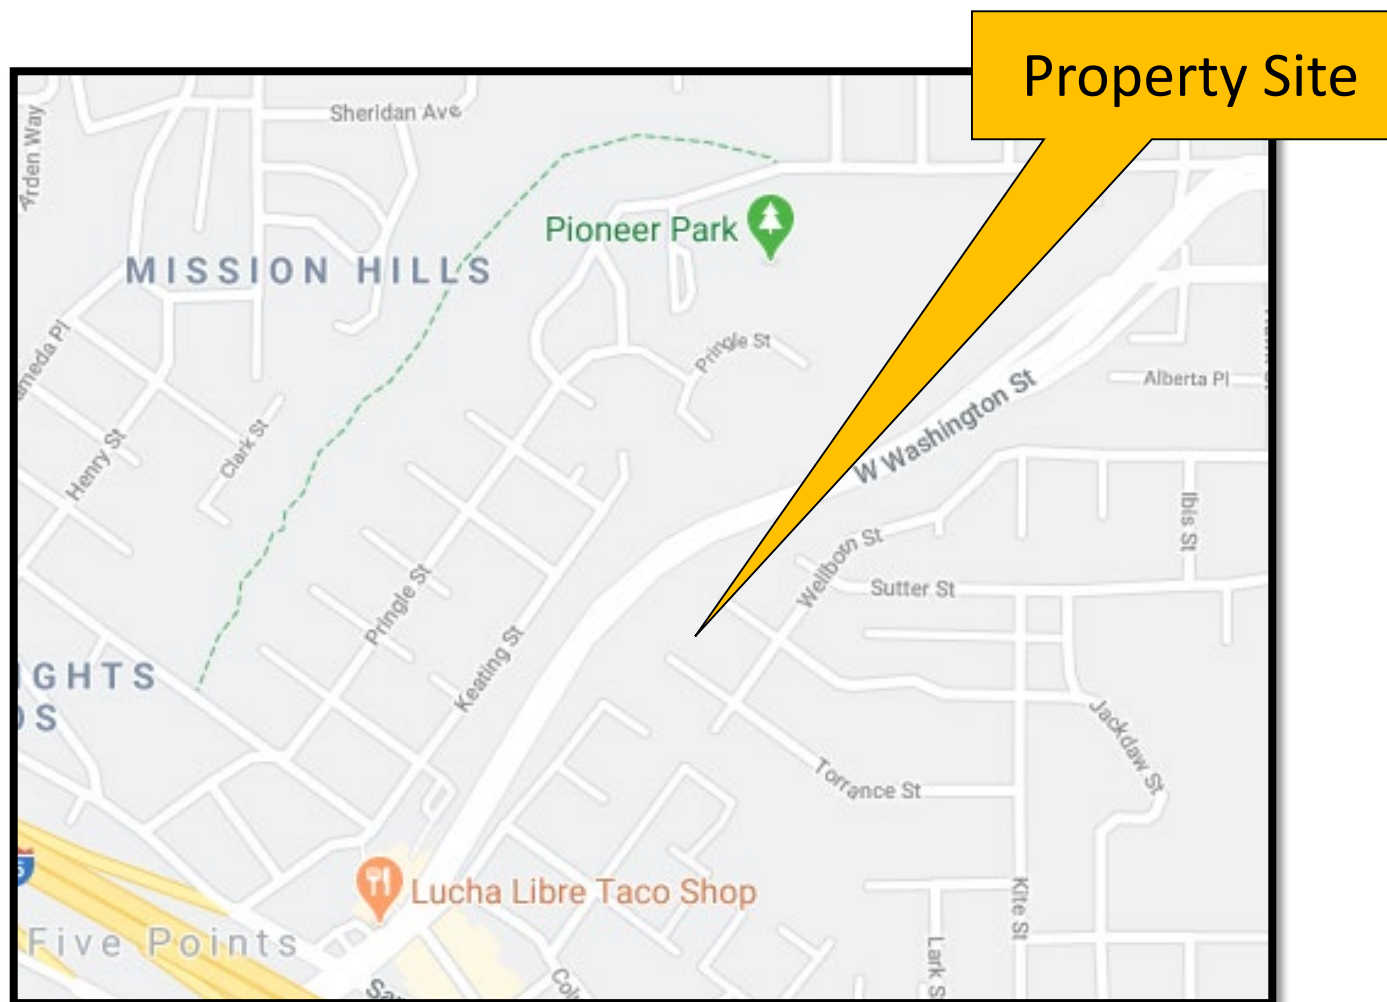 Property Site
Sheridan Ave
Arden Way
Pioneer Park
MISSION HILLS
Pringle St
W Washington St
Alberta Pl
Clark St
Henry St
Ibis St
Wellborn St
Sutter St
Pringle St
Keating St
Jackdaw St
Torrance St
Lucha Libre Taco Shop
Kite St
Five Points